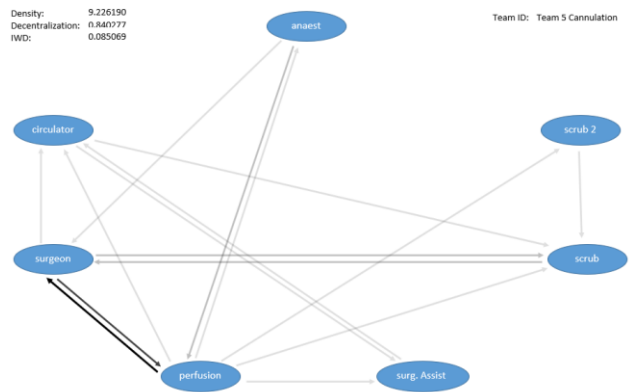 Density: 9.226190
Decentralization: 0.840277
IWD: 0.085069
Team ID: Team 5 Cannulation
anaest
circulator
scrub 2
surgeon
scrub
perfusion
surg. Assist